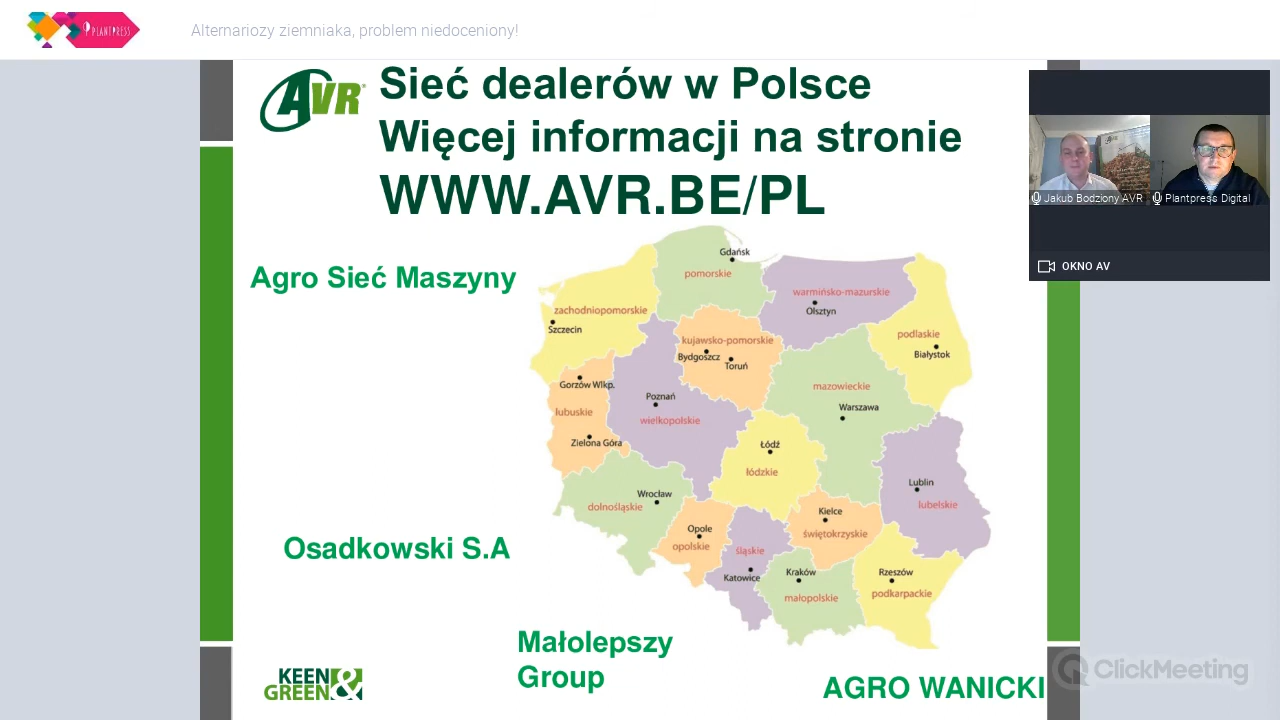 PLANTPRESS
Alternariozy ziemniaka, problem niedoceniony!
AVR
Sieć dealerów w Polsce
Więcej informacji na stronie
WWW.AVR.BE/PL
Jakub Bodziony AVR
Plantpress Digital
OKNO AV
Agro Sieć Maszyny
Gdańsk
pomorskie
warmińsko-mazurskie
Olsztyn
zachodniopomorskie
Szczecin
podlaskie
Białystok
kujawsko-pomorskie
Bydgoszcz
Toruń
Gorzów Wlkp.
lubuskie
Zielona Góra
Poznań
wielkopolskie
mazowieckie
Warszawa
Łódź
łódzkie
Lublin
lubelskie
Wrocław
dolnośląskie
Opole
opolskie
Kielce
świętokrzyskie
śląskie
Katowice
Kraków
małopolskie
Rzeszów
podkarpackie
Osadkowski S.A
Małolepszy
Group
AGRO WANICKI
KEEN
GREEN&
ClickMeeting